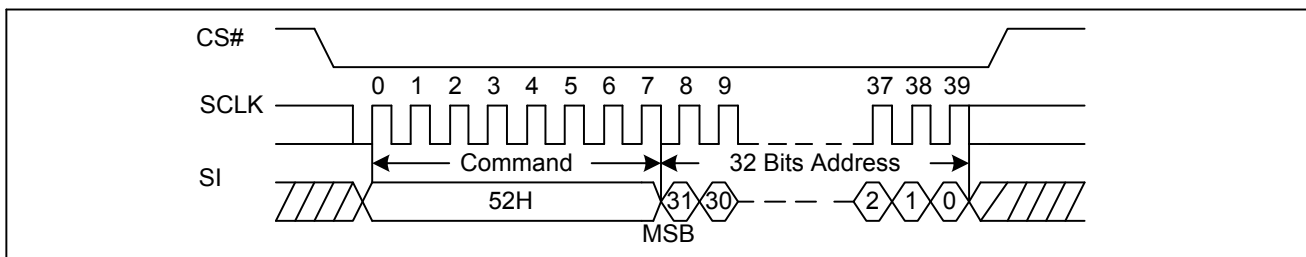 CS#
0 1 2 3 4 5 6 7 8 9 37 38 39
SCLK
Command 32 Bits Address
SI
52H 31 30 2 1 0
MSB